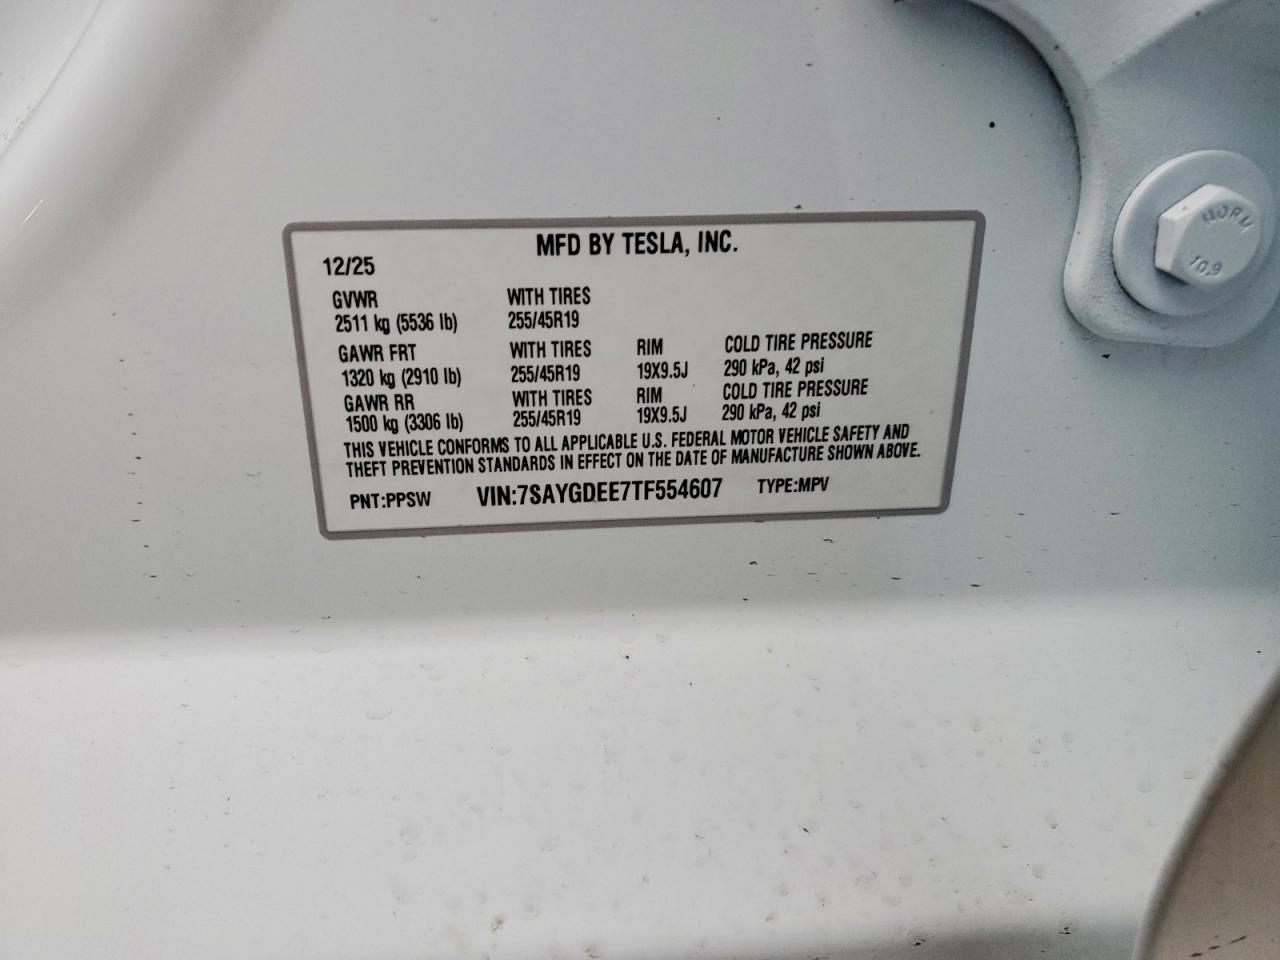 MFD BY TESLA, INC.
12/25
GVWR WITH TIRES
2511 kg (5536 lb) 255/45R19
GAWR FRT WITH TIRES RIM COLD TIRE PRESSURE
1320 kg (2910 lb) 255/45R19 19X9.5J 290 kPa, 42 psi
GAWR RR WITH TIRES RIM COLD TIRE PRESSURE
1500 kg (3306 lb) 255/45R19 19X9.5J 290 kPa, 42 psi
THIS VEHICLE CONFORMS TO ALL APPLICABLE U.S. FEDERAL MOTOR VEHICLE SAFETY AND
THEFT PREVENTION STANDARDS IN EFFECT ON THE DATE OF MANUFACTURE SHOWN ABOVE.
PNT:PPSW VIN:7SAYGDEE7TF554607 TYPE:MPV
10.9